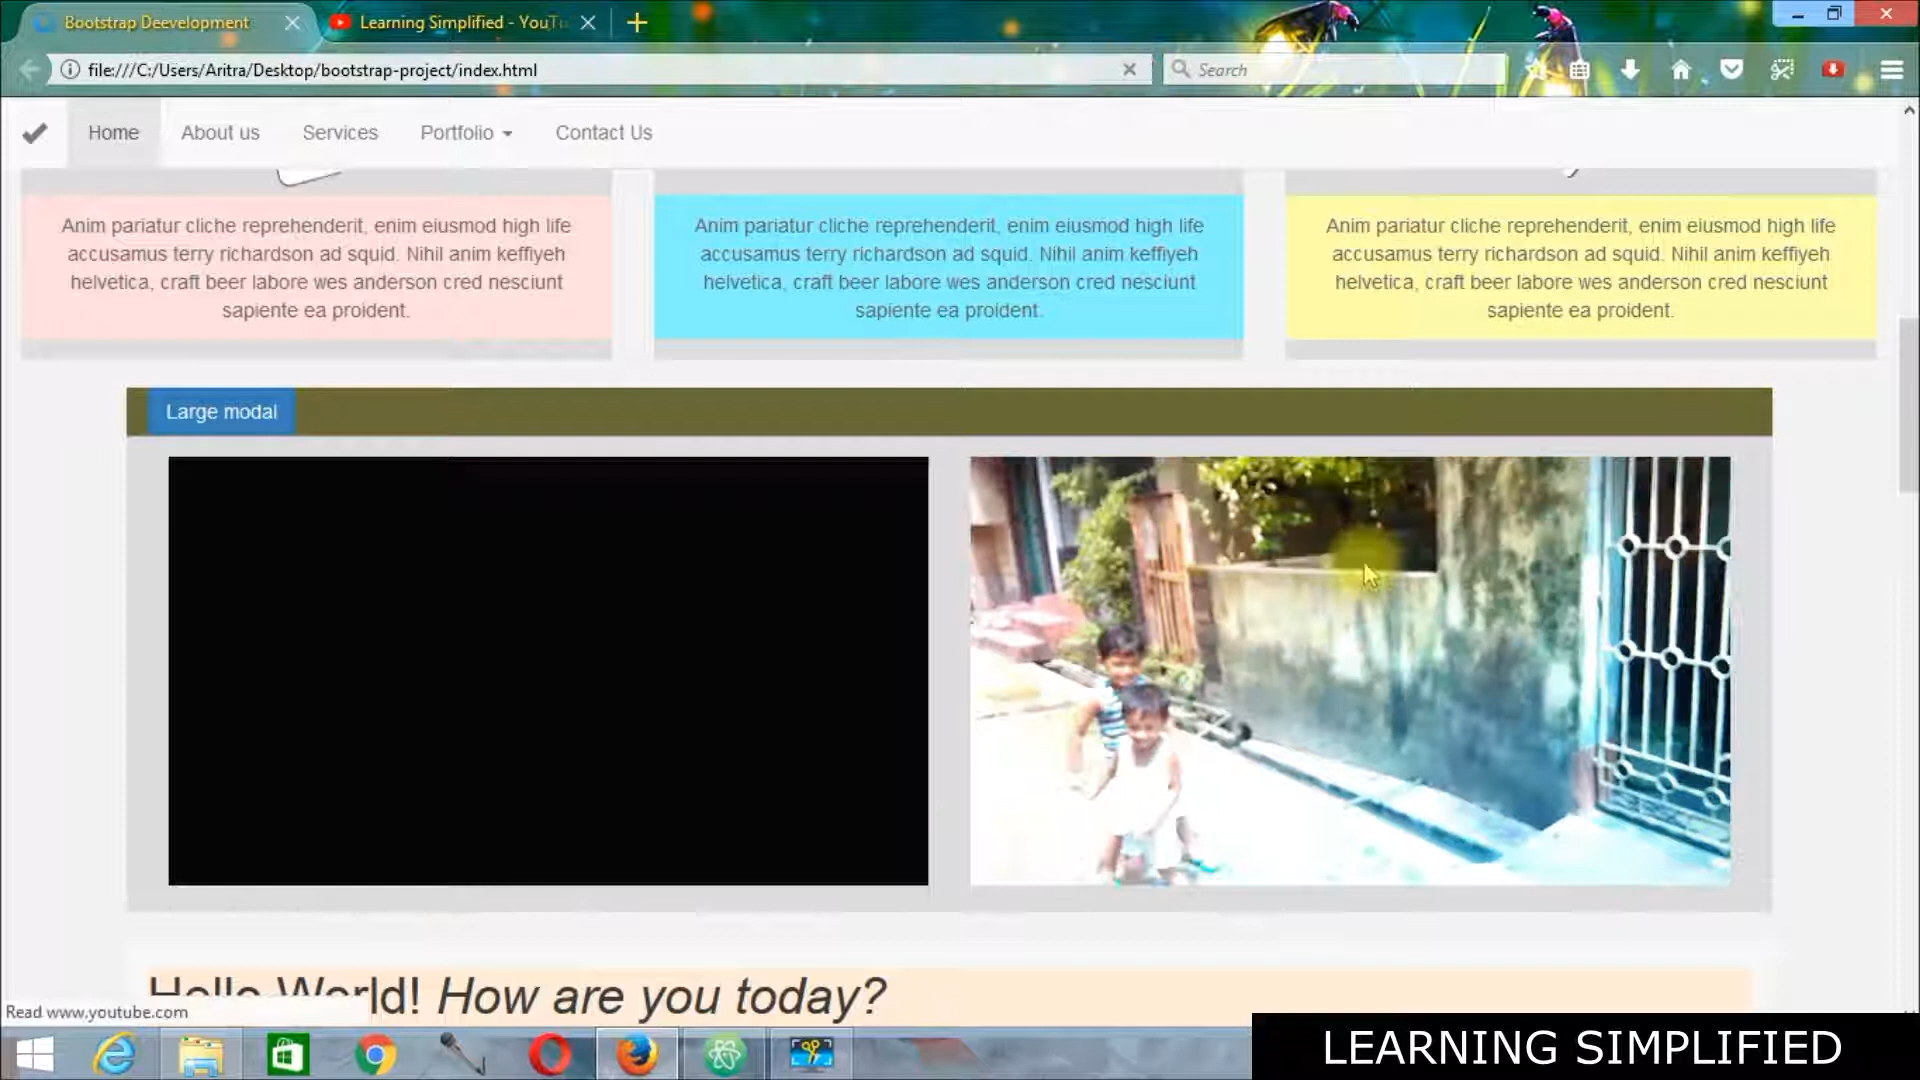 Bootstrap Deevelopment
Learning Simplified - YouTu
file:///C:/Users/Aritra/Desktop/bootstrap-project/index.html
Search
Home
About us
Services
Portfolio
Contact Us
Anim pariatur cliche reprehenderit, enim eiusmod high life
accusamus terry richardson ad squid. Nihil anim keffiyeh
helvetica, craft beer labore wes anderson cred nesciunt
sapiente ea proident.
Anim pariatur cliche reprehenderit, enim eiusmod high life
accusamus terry richardson ad squid. Nihil anim keffiyeh
helvetica, craft beer labore wes anderson cred nesciunt
sapiente ea proident.
Anim pariatur cliche reprehenderit, enim eiusmod high life
accusamus terry richardson ad squid. Nihil anim keffiyeh
helvetica, craft beer labore wes anderson cred nesciunt
sapiente ea proident.
Large modal
Hello World! How are you today?
Read www.youtube.com
LEARNING SIMPLIFIED